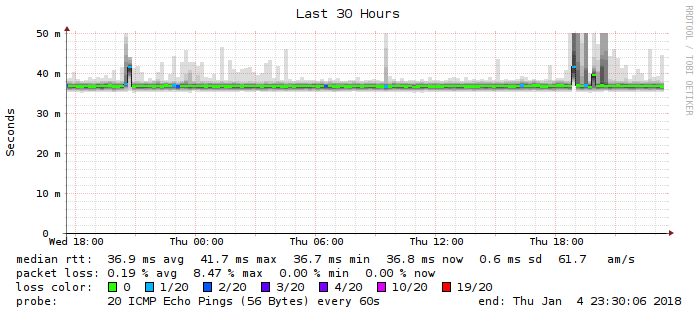 Last 30 Hours
RRDTOOL / TOBI OETIKER
Seconds
50 m
40 m
30 m
20 m
10 m
0
Wed 18:00 Thu 00:00 Thu 06:00 Thu 12:00 Thu 18:00
median rtt: 36.9 ms avg 41.7 ms max 36.7 ms min 36.8 ms now 0.6 ms sd 61.7 am/s
packet loss: 0.19 % avg 8.47 % max 0.00 % min 0.00 % now
loss color: 0 1/20 2/20 3/20 4/20 10/20 19/20
probe: 20 ICMP Echo Pings (56 Bytes) every 60s end: Thu Jan 4 23:30:06 2018